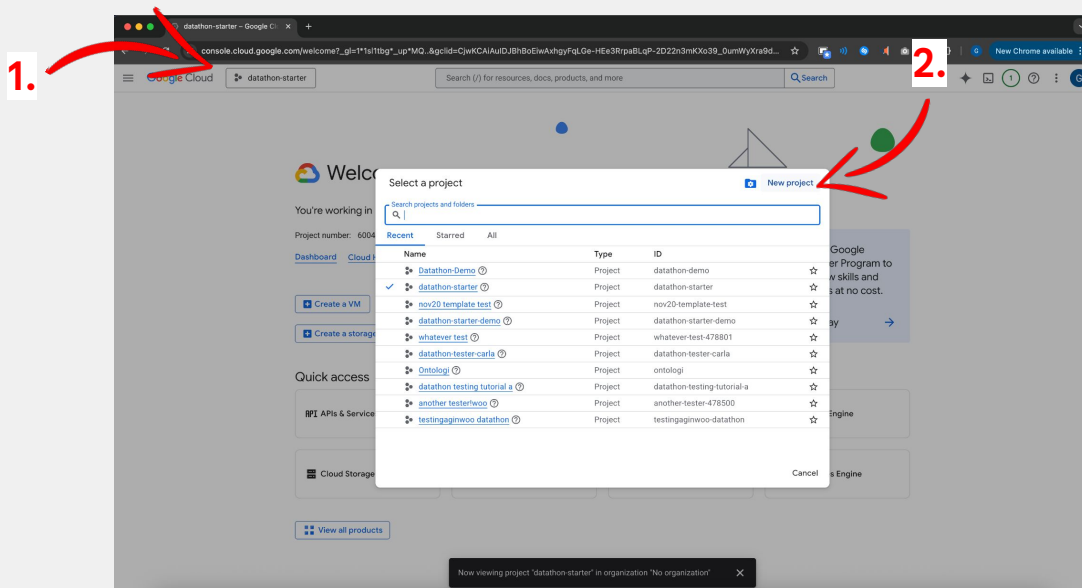 datathon-starter – Google Clo
New Chrome available
console.cloud.google.com/welcome?_gl=1*1sl1tbg*_up*MQ..&gclid=CjwKCAiAuIDJBhBoEiwAxhgyFqLGe-HEe3RrpaBLqP-2D22n3mKXo39_0umWyXra9d...
1.
2.
Google Cloud
datathon-starter
Search (/) for resources, docs, products, and more
Search
1
Welco
Select a project
New project
You're working in
Search projects and folders
Project number: 6004
Recent Starred All
Dashboard
Name Type ID
Datathon-Demo Project datathon-demo
datathon-starter Project datathon-starter
nov20 template test Project nov20-template-test
datathon-starter-demo Project datathon-starter-demo
whatever test Project whatever-test-478801
datathon-tester-carla Project datathon-tester-carla
Ontologi Project ontologi
datathon testing tutorial a Project datathon-testing-tutorial-a
another tester!woo Project another-tester-478500
testingaginwoo datathon Project testingaginwoo-datathon
Cancel
Google
er Program to
w skills and
s at no cost.
ay
Create a VM
Create a storage
Quick access
API APIs & Service
Engine
Cloud Storage
s Engine
View all products
Now viewing project "datathon-starter" in organization "No organization"